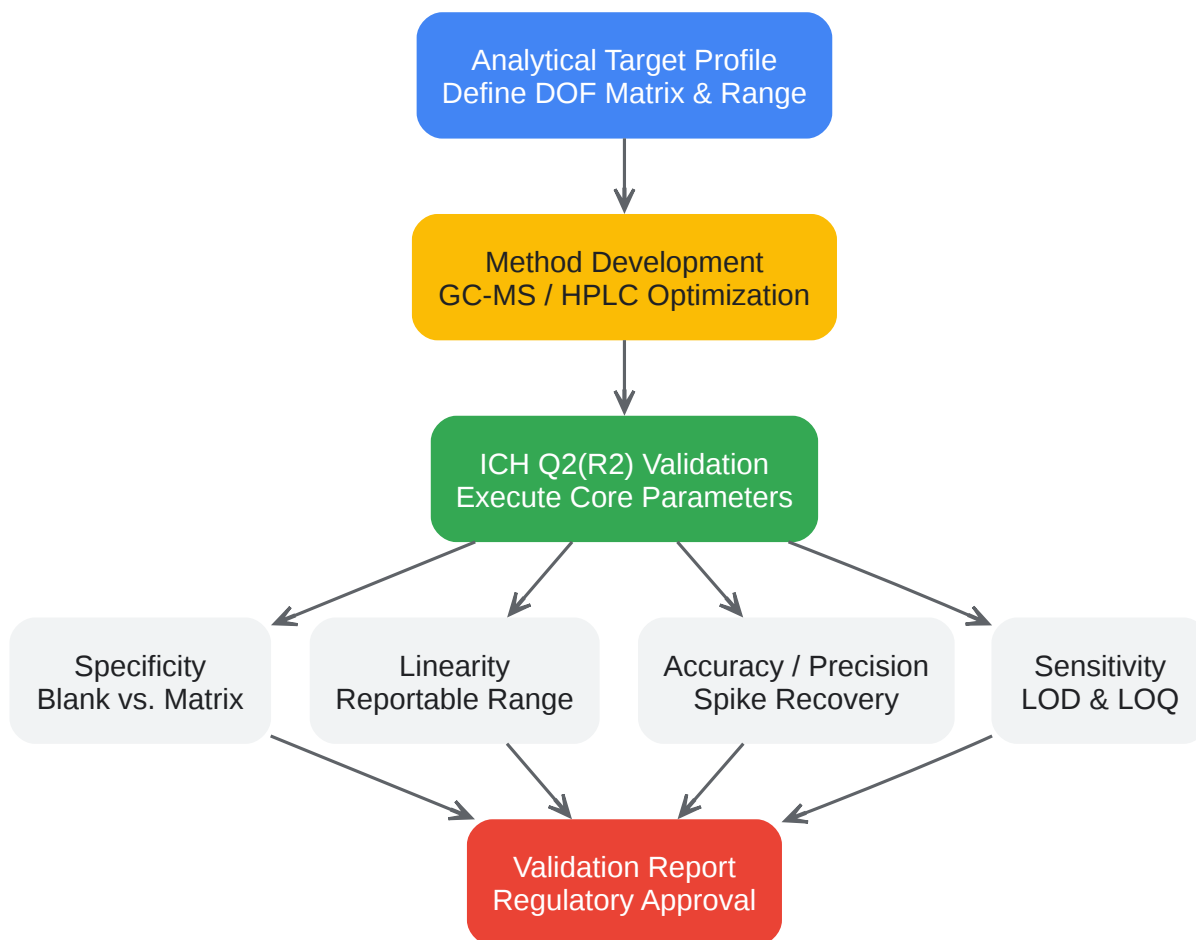 Analytical Target Profile
Define DOF Matrix & Range
Method Development
GC-MS / HPLC Optimization
ICH Q2(R2) Validation
Execute Core Parameters
Specificity
Blank vs. Matrix
Linearity
Reportable Range
Accuracy / Precision
Spike Recovery
Sensitivity
LOD & LOQ
Validation Report
Regulatory Approval